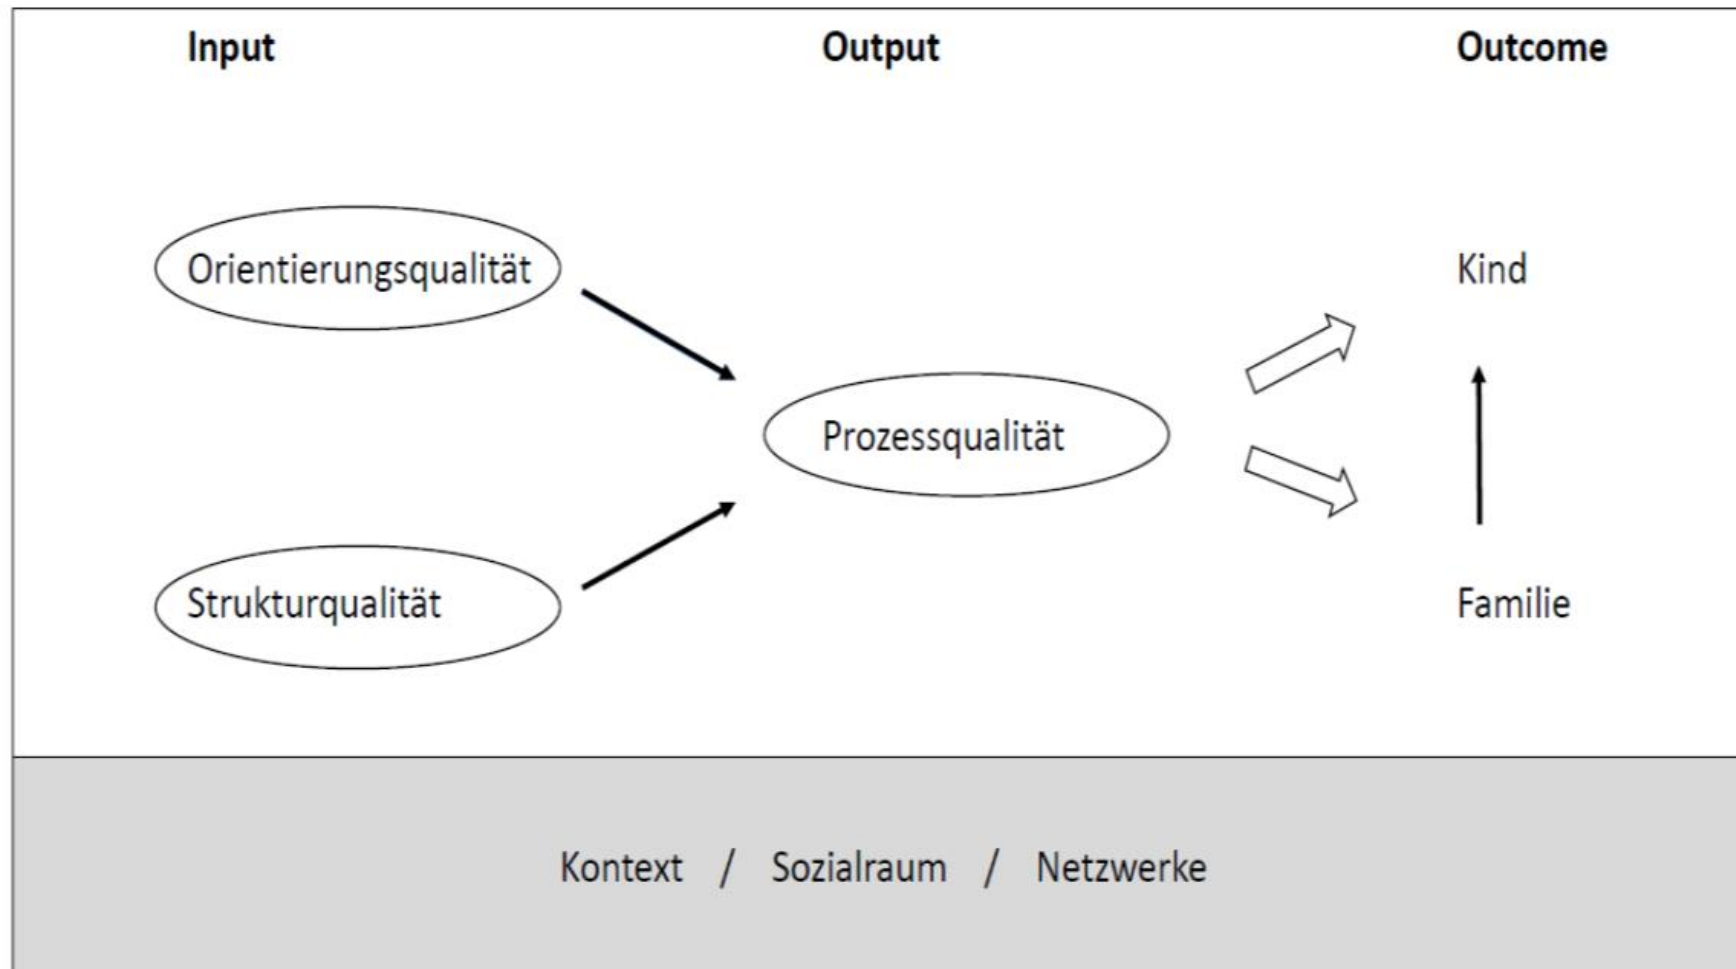 Input Output Outcome
Orientierungsqualität Kind
Prozessqualität
Strukturqualität Familie
Kontext / Sozialraum / Netzwerke